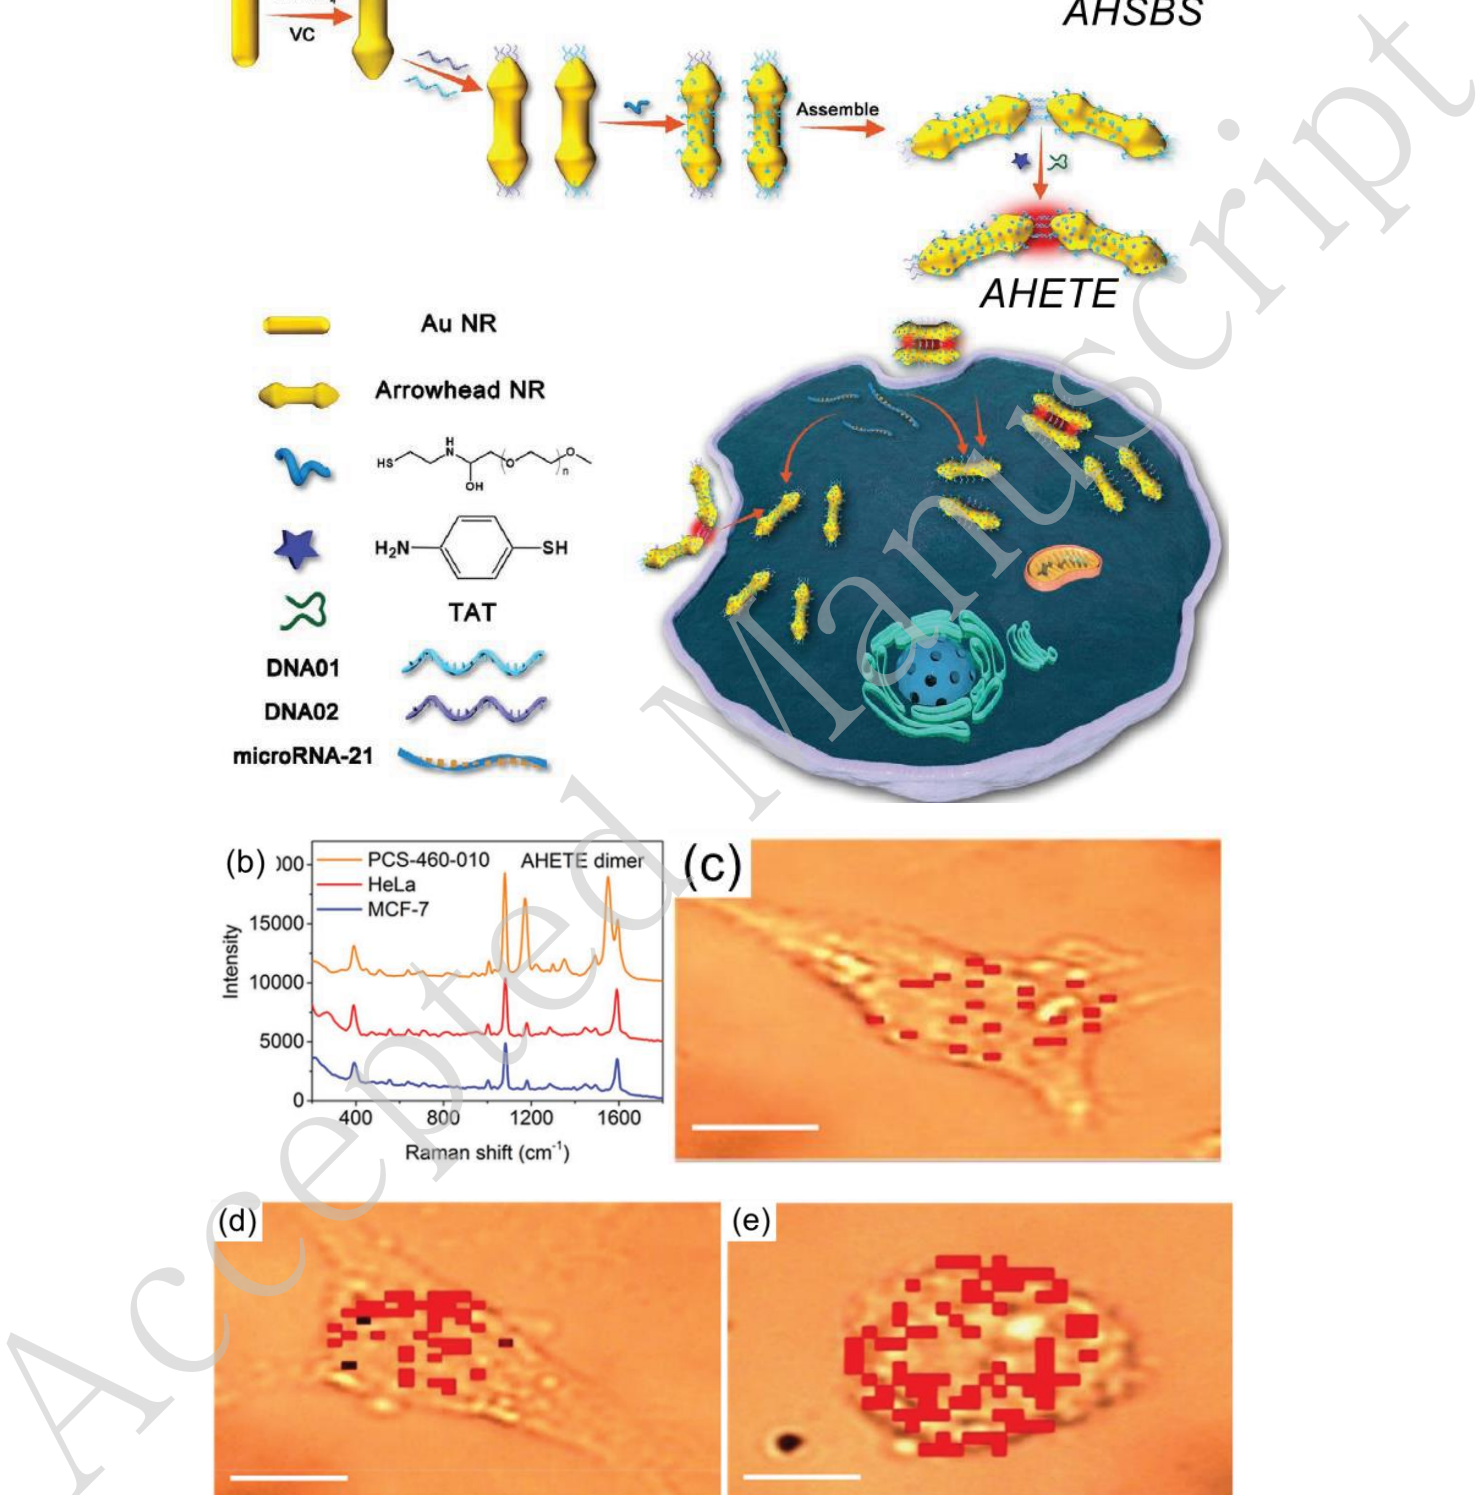 AHSBS
VC
Assemble
AHETE
Au NR
Arrowhead NR
HS
H
N
OH
O
n
O
H₂N
SH
TAT
DNA01
DNA02
microRNA-21
(b)
PCS-460-010
AHETE dimer
HeLa
MCF-7
15000
10000
5000
0
Intensity
400 800 1200 1600
Raman shift (cm⁻¹)
(c)
(d)
(e)
Accepted Manuscript